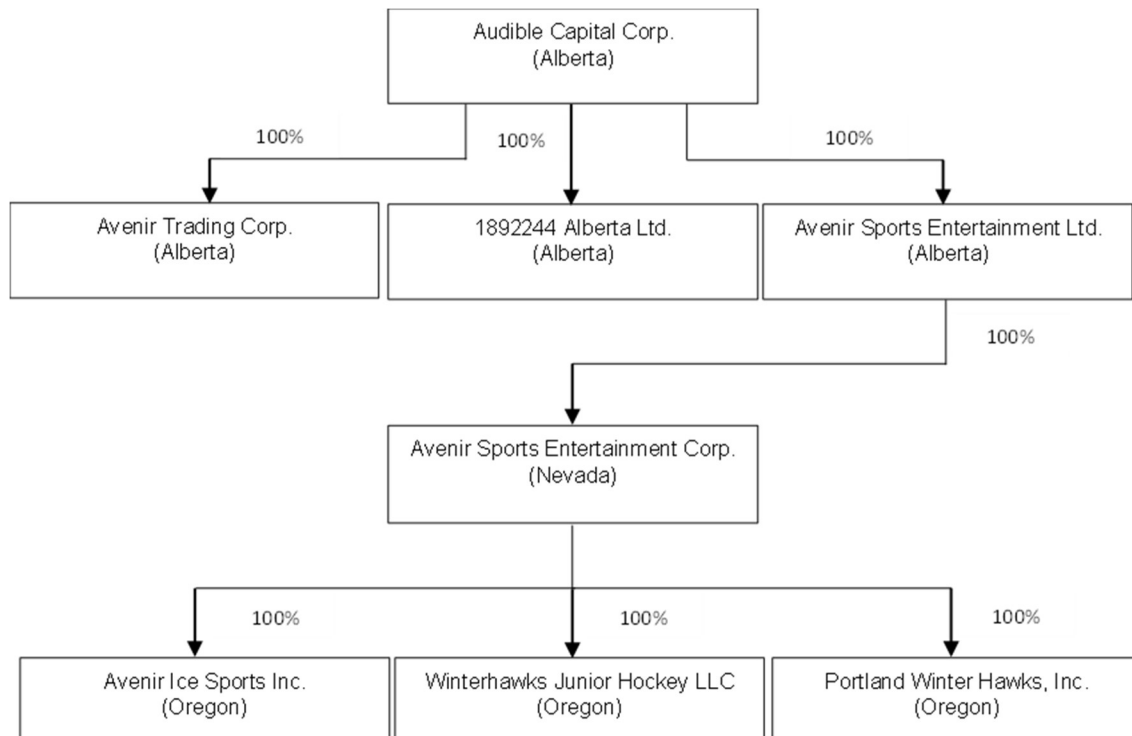 Audible Capital Corp.
(Alberta)
100%
100%
100%
Avenir Trading Corp.
(Alberta)
1892244 Alberta Ltd.
(Alberta)
Avenir Sports Entertainment Ltd.
(Alberta)
100%
Avenir Sports Entertainment Corp.
(Nevada)
100%
100%
100%
Avenir Ice Sports Inc.
(Oregon)
Winterhawks Junior Hockey LLC
(Oregon)
Portland Winter Hawks, Inc.
(Oregon)